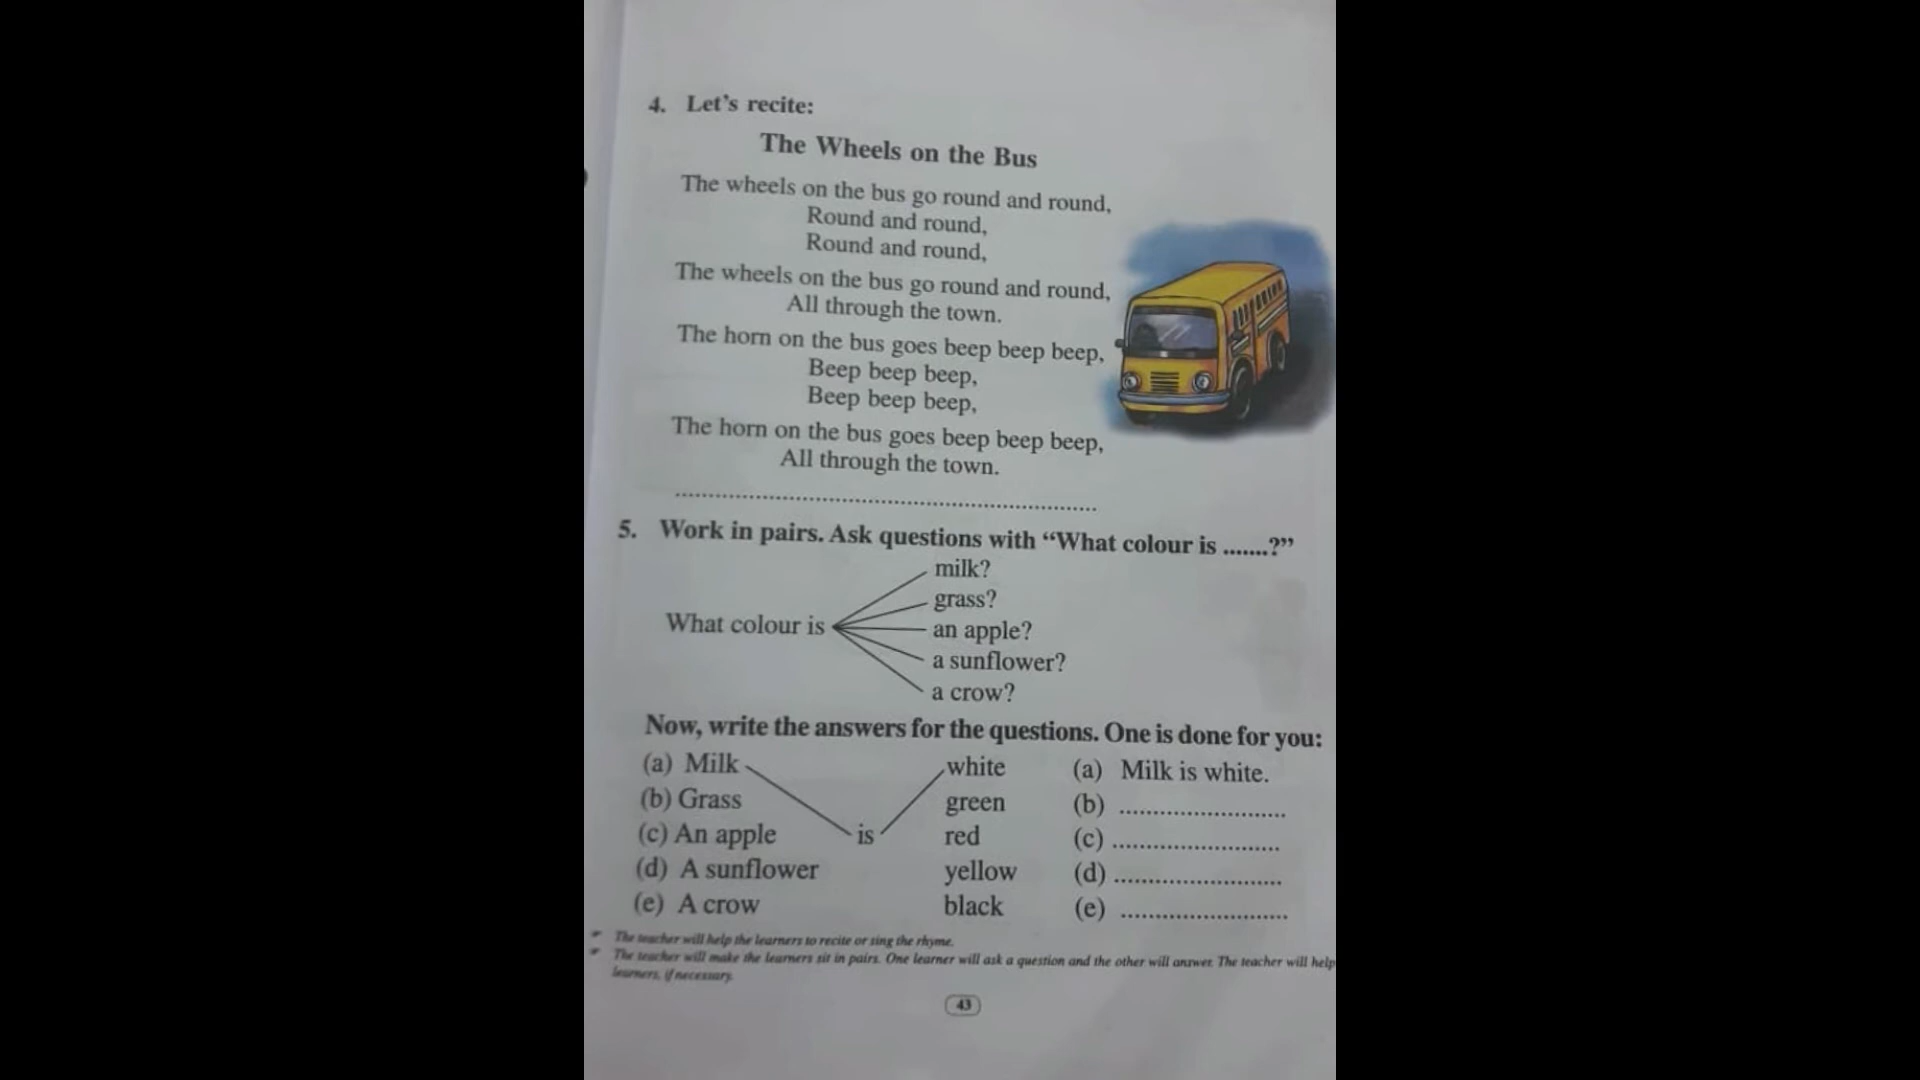 4. Let's recite:
The Wheels on the Bus
The wheels on the bus go round and round,
Round and round,
Round and round,
The wheels on the bus go round and round,
All through the town.
The horn on the bus goes beep beep beep,
Beep beep beep,
Beep beep beep,
The horn on the bus goes beep beep beep,
All through the town.
................................................................
5. Work in pairs. Ask questions with “What colour is .......?”
milk?
grass?
What colour is an apple?
a sunflower?
a crow?
Now, write the answers for the questions. One is done for you:
(a) Milk white (a) Milk is white.
(b) Grass green (b) .........................
(c) An apple is red (c) .........................
(d) A sunflower yellow (d) .........................
(e) A crow black (e) .........................
The teacher will help the learners to recite or sing the rhyme.
The teacher will make the learners sit in pairs. One learner will ask a question and the other will answer. The teacher will help
learners, if necessary.
43